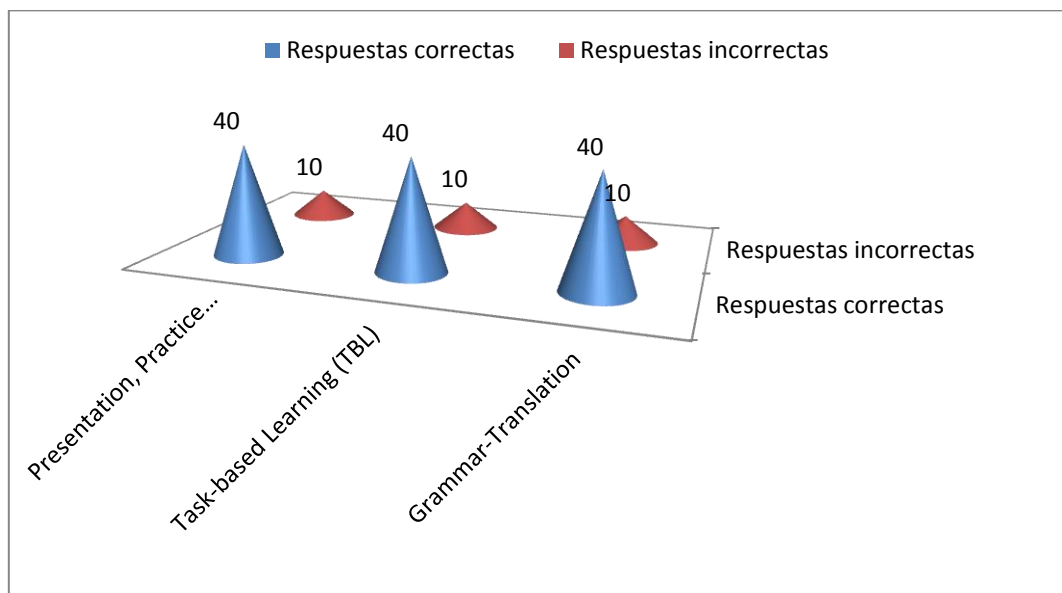 Respuestas correctas Respuestas incorrectas
40
10
40
10
40
10
Respuestas incorrectas
Respuestas correctas
Presentation, Practice...
Task-based Learning (TBL)
Grammar-Translation